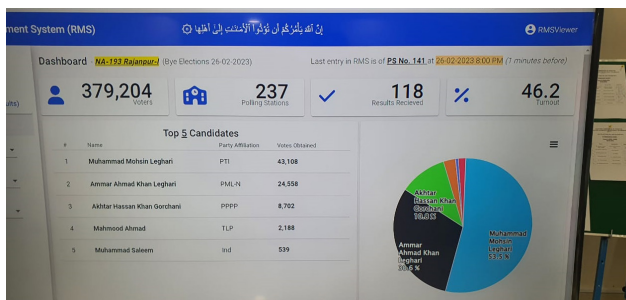 ment System (RMS)
إِنَّ اللَّهَ يَأْمُرُكُمْ أَن تُؤَدُّوا الْأَمَانَاتِ إِلَىٰ أَهْلِهَا
RMSViewer
Dashboard - NA-193 Rajanpur-I (Bye Elections 26-02-2023)
Last entry in RMS is of PS No. 141 at 26-02-2023 8:00 PM (7 minutes before)
379,204
Voters
237
Polling Stations
118
Results Recieved
46.2
Turnout
ults)
Top 5 Candidates
# Name Party Affiliation Votes Obtained
1 Muhammad Mohsin Leghari PTI 43,108
2 Ammar Ahmad Khan Leghari PML-N 24,558
3 Akhtar Hassan Khan Gorchani PPPP 8,702
4 Mahmood Ahmad TLP 2,188
5 Muhammad Saleem Ind 539
Akhtar
Hassan Khan
Gorchani
10.8 %
Muhammad
Mohsin
Leghari
53.5 %
Ammar
Ahmad Khan
Leghari